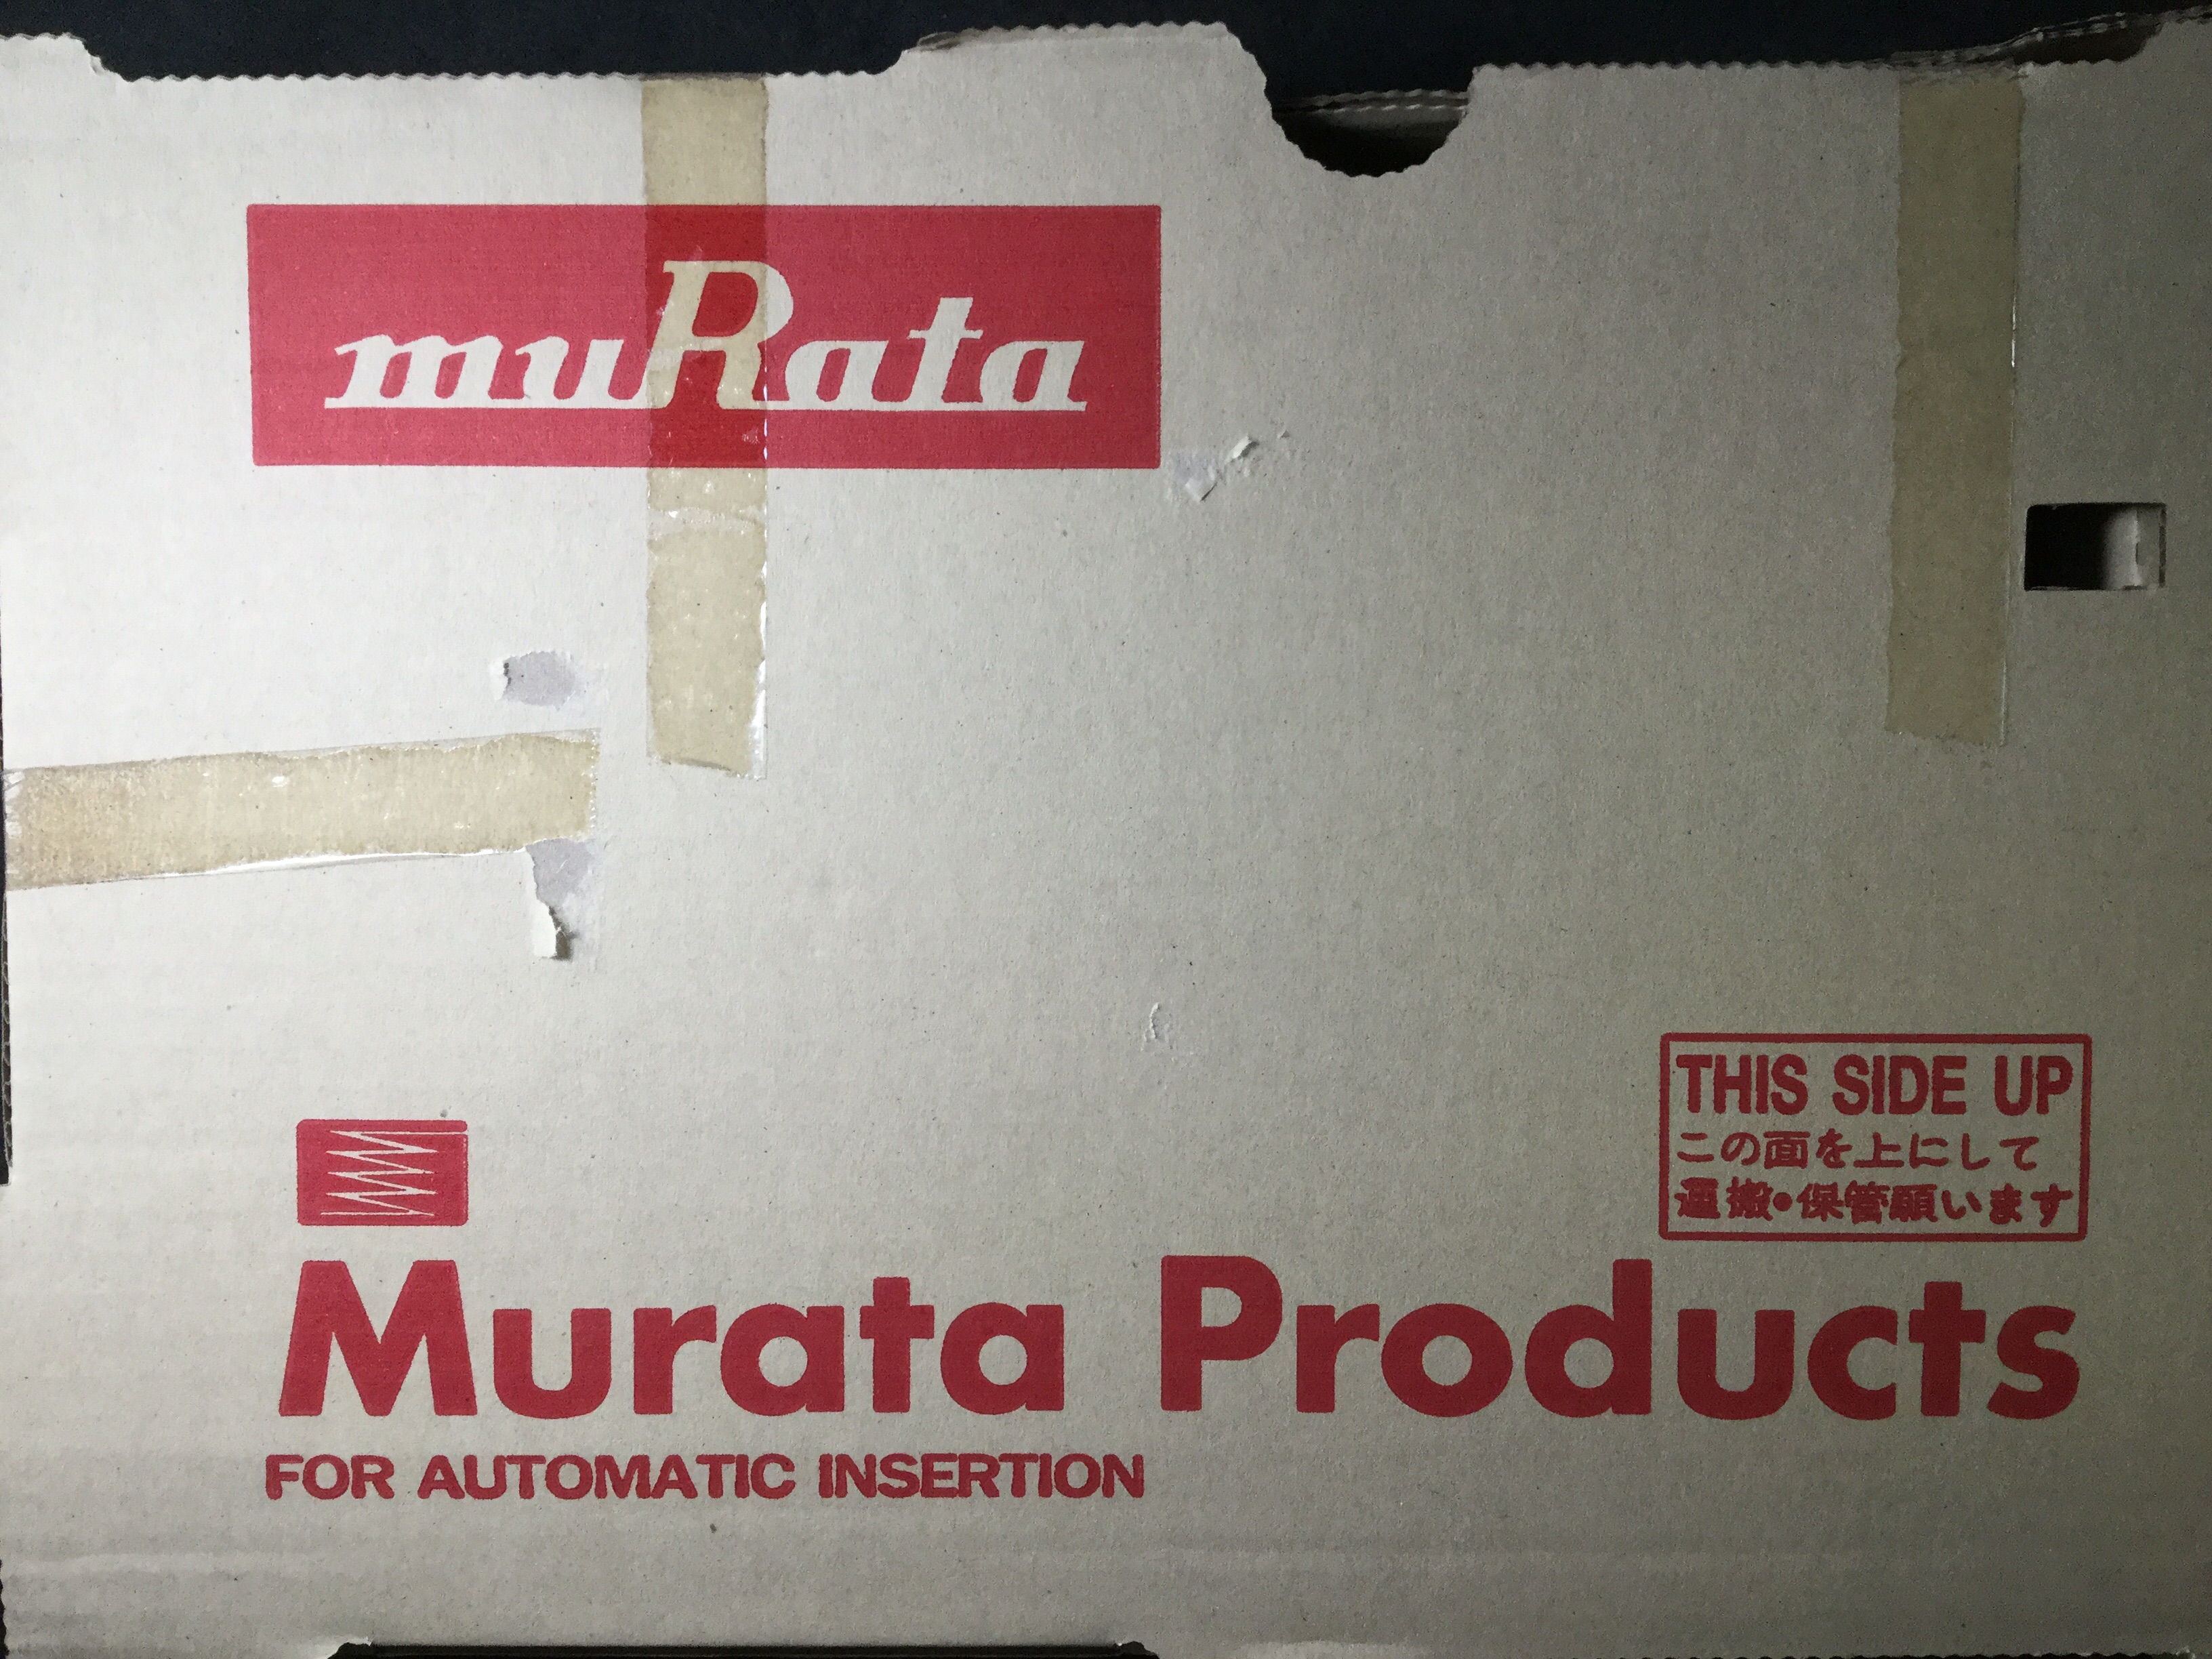 muRata
THIS SIDE UP
この面を上にして
運搬・保管願います
Murata Products
FOR AUTOMATIC INSERTION